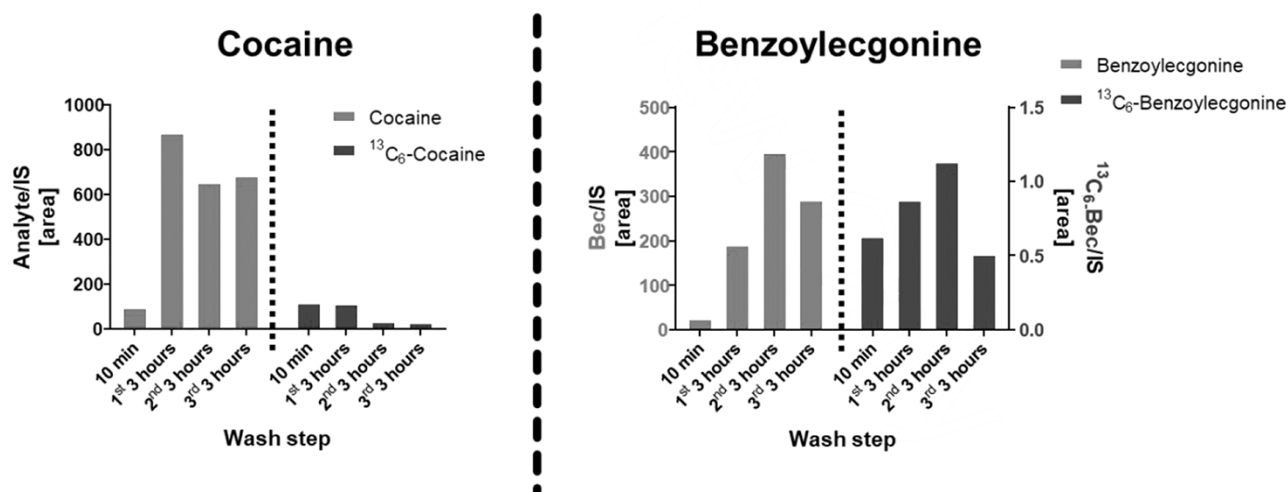 Cocaine
Analyte/IS
[area]
1000
800
600
400
200
0
Cocaine
¹³C₆-Cocaine
10 min
1st 3 hours
2nd 3 hours
3rd 3 hours
10 min
1st 3 hours
2nd 3 hours
3rd 3 hours
Wash step
Benzoylecgonine
Benzoylecgonine
¹³C₆-Benzoylecgonine
Bec/IS
[area]
500
400
300
200
100
0
1.5
1.0
0.5
0.0
¹³C₆-Bec/IS
[area]
10 min
1st 3 hours
2nd 3 hours
3rd 3 hours
10 min
1st 3 hours
2nd 3 hours
3rd 3 hours
Wash step